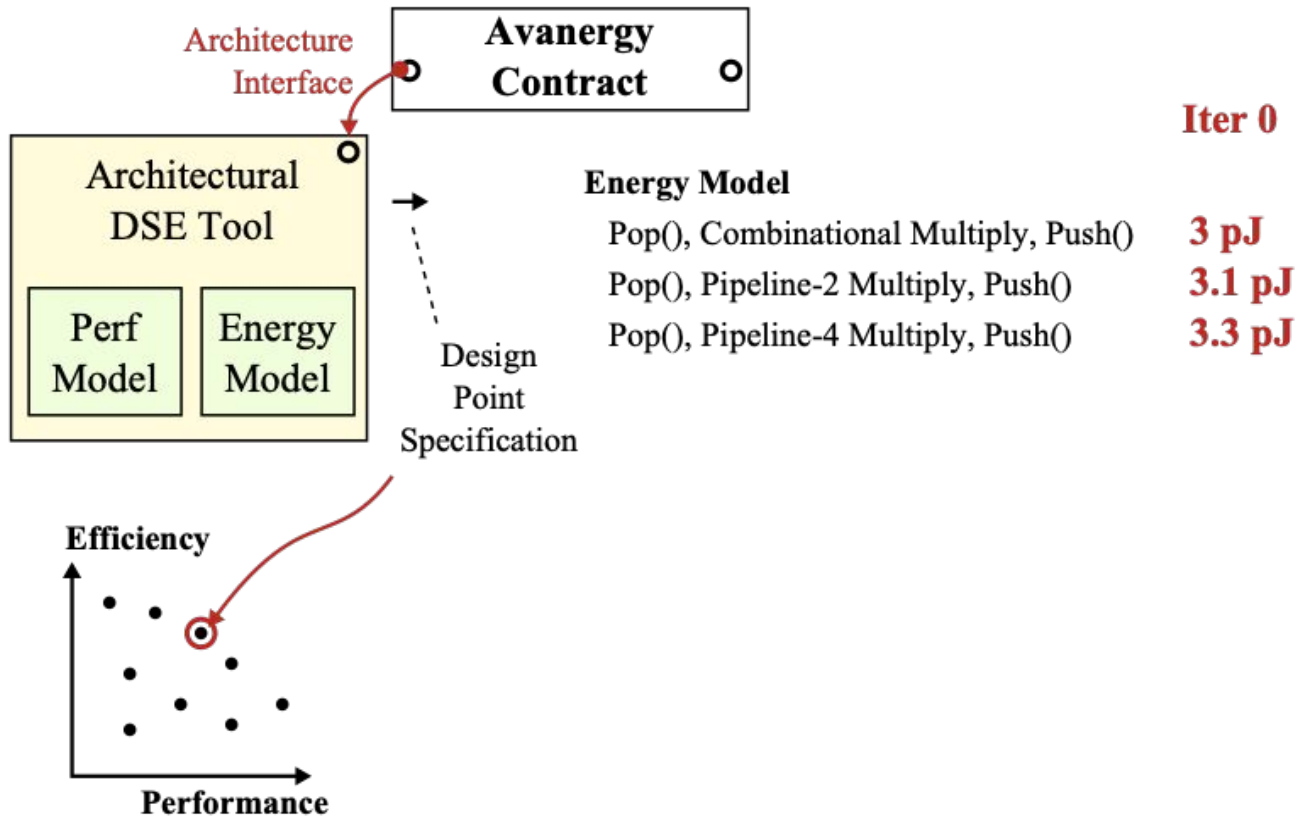 Architecture
Interface
Avanergy
Contract
Iter 0
Architectural
DSE Tool
Perf
Model
Energy
Model
Energy Model
Pop(), Combinational Multiply, Push() 3 pJ
Pop(), Pipeline-2 Multiply, Push() 3.1 pJ
Pop(), Pipeline-4 Multiply, Push() 3.3 pJ
Design
Point
Specification
Efficiency
Performance